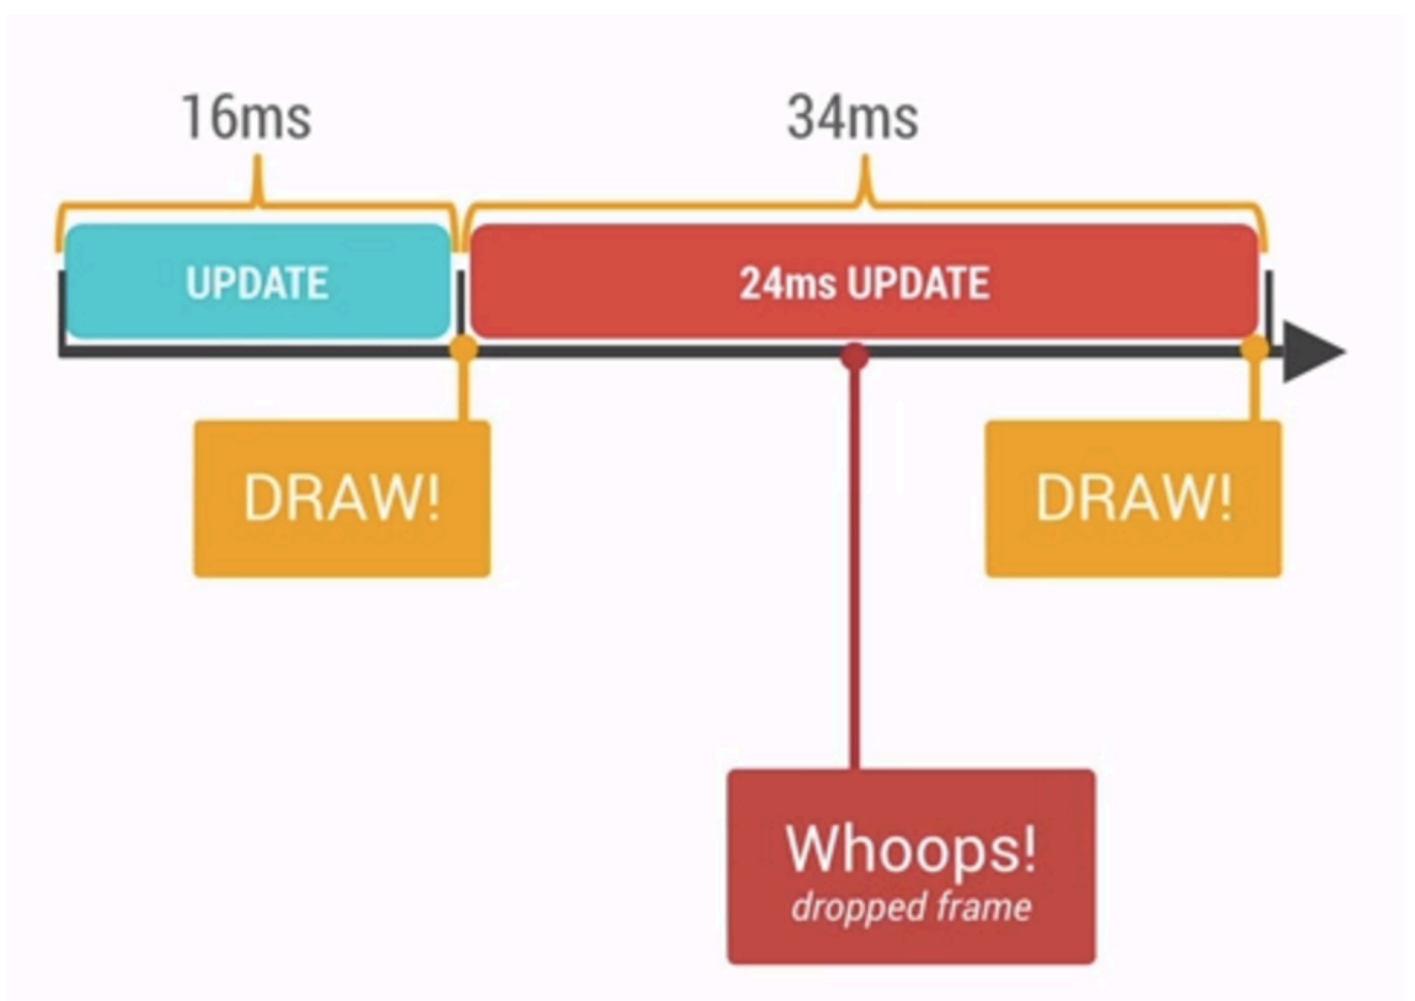 16ms
34ms
UPDATE
24ms UPDATE
DRAW!
DRAW!
Whoops!
dropped frame